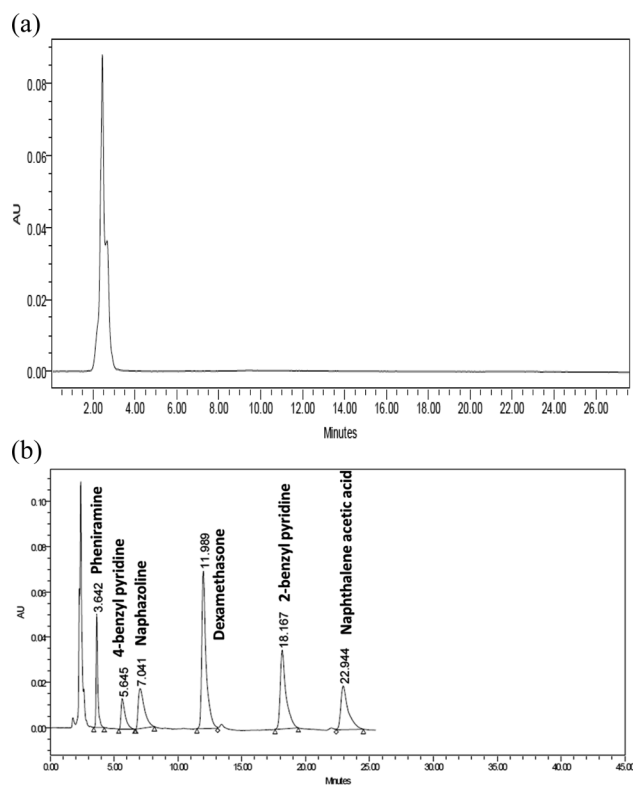 (a)
0.08
0.06
AU
0.04
0.02
0.00
2.00 4.00 6.00 8.00 10.00 12.00 14.00 16.00 18.00 20.00 22.00 24.00 26.00
Minutes
(b)
0.10
0.08
0.06
AU
0.04
0.02
0.00
3.642 Pheniramine
5.645 4-benzyl pyridine
7.041 Naphazoline
11.989 Dexamethasone
18.167 2-benzyl pyridine
22.944 Naphthalene acetic acid
0.00 5.00 10.00 15.00 20.00 25.00 30.00 35.00 40.00 45.00
Minutes